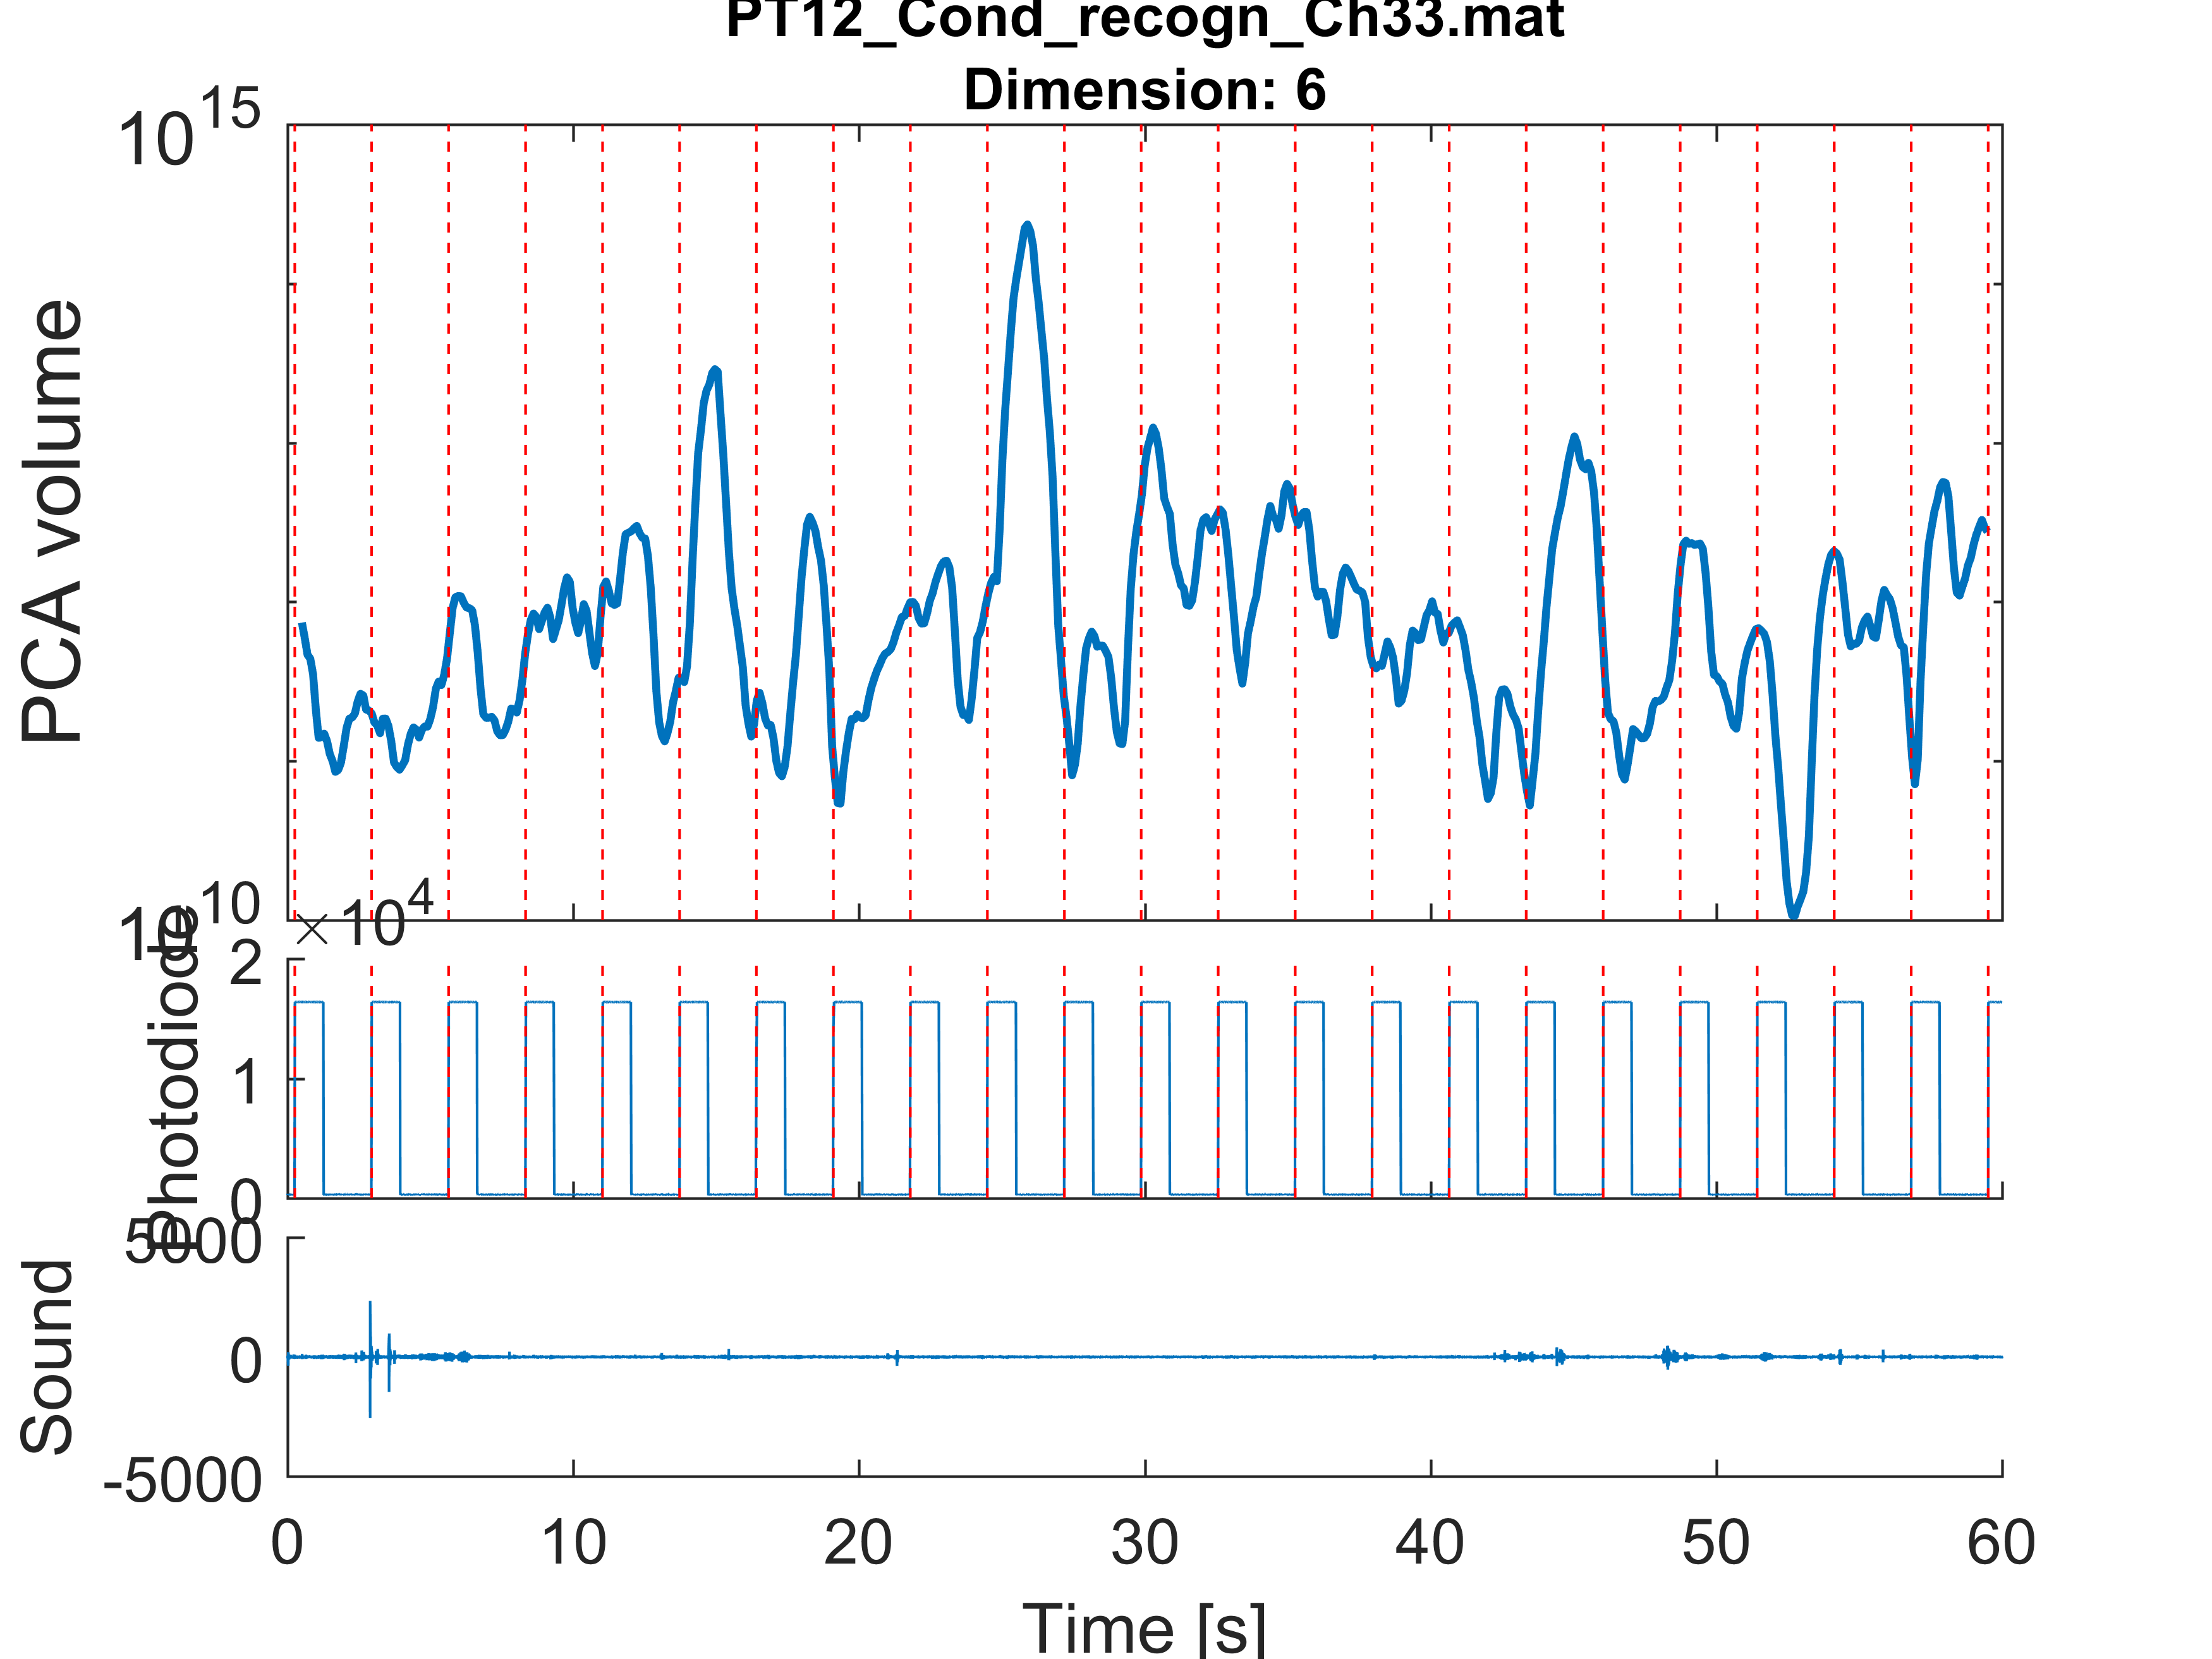 PT12_Cond_recogn_Ch33.mat
Dimension: 6
10^15
PCA volume
10^10
×10^4
2
1
0
Photodiode
5000
0
-5000
Sound
0 10 20 30 40 50 60
Time [s]